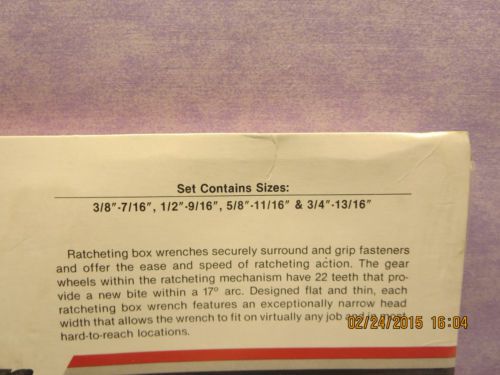 Set Contains Sizes:
3/8″-7/16″, 1/2″-9/16″, 5/8″-11/16″ & 3/4″-13/16″
Ratcheting box wrenches securely surround and grip fasteners
and offer the ease and speed of ratcheting action. The gear
wheels within the ratcheting mechanism have 22 teeth that pro-
vide a new bite within a 17° arc. Designed flat and thin, each
ratcheting box wrench features an exceptionally narrow head
width that allows the wrench to fit on virtually any job and in most
hard-to-reach locations.
02/24/2015 16:04